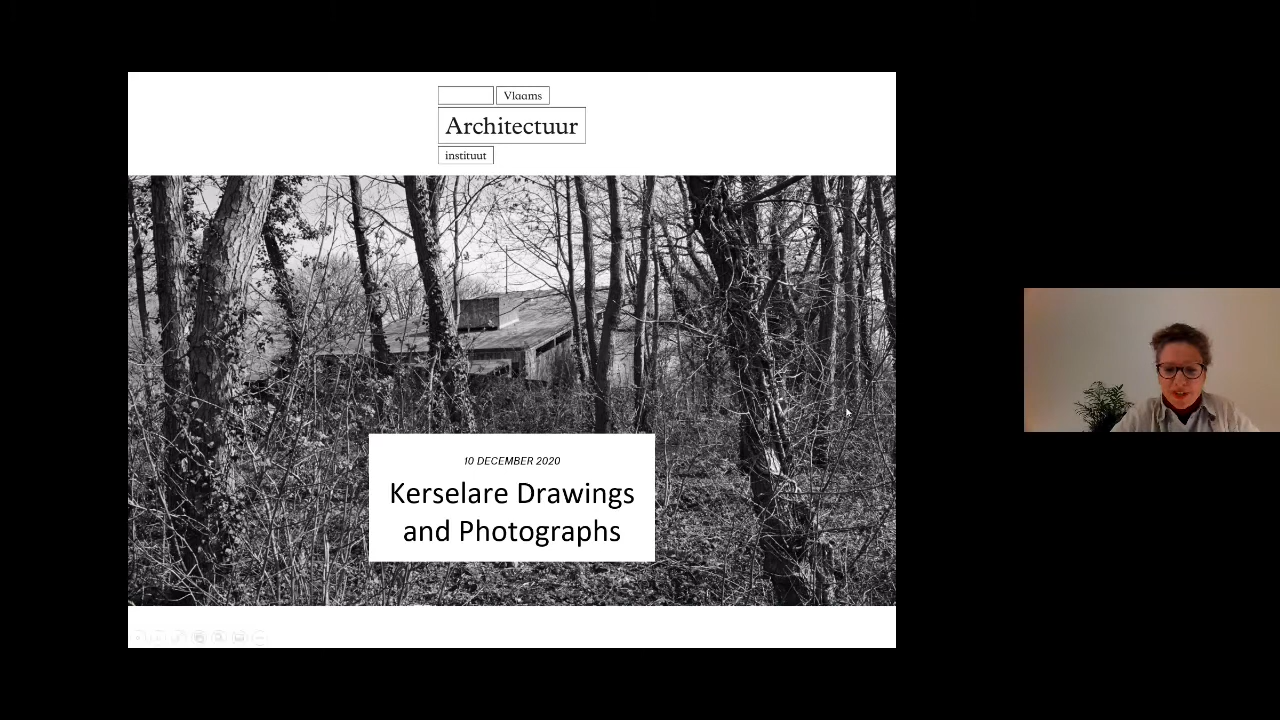 Vlaams
Architectuur
instituut
10 DECEMBER 2020
Kerselare Drawings
and Photographs